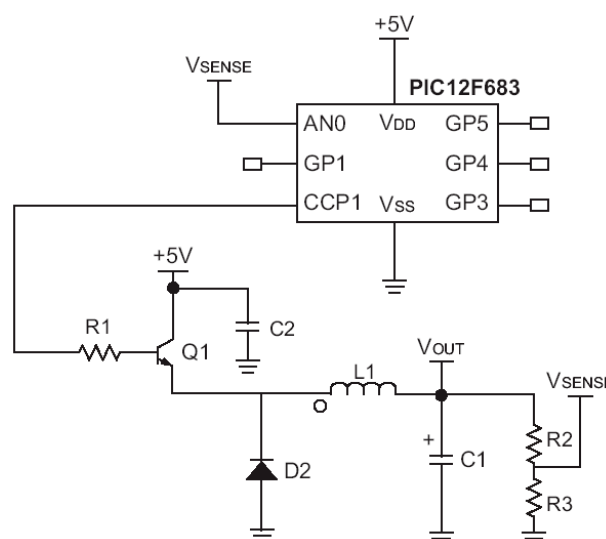 +5V
VSENSE
PIC12F683
AN0 VDD GP5
GP1 GP4
CCP1 VSS GP3
+5V
R1
Q1
C2
VOUT
L1
VSENSE
R2
+
C1
D2
R3